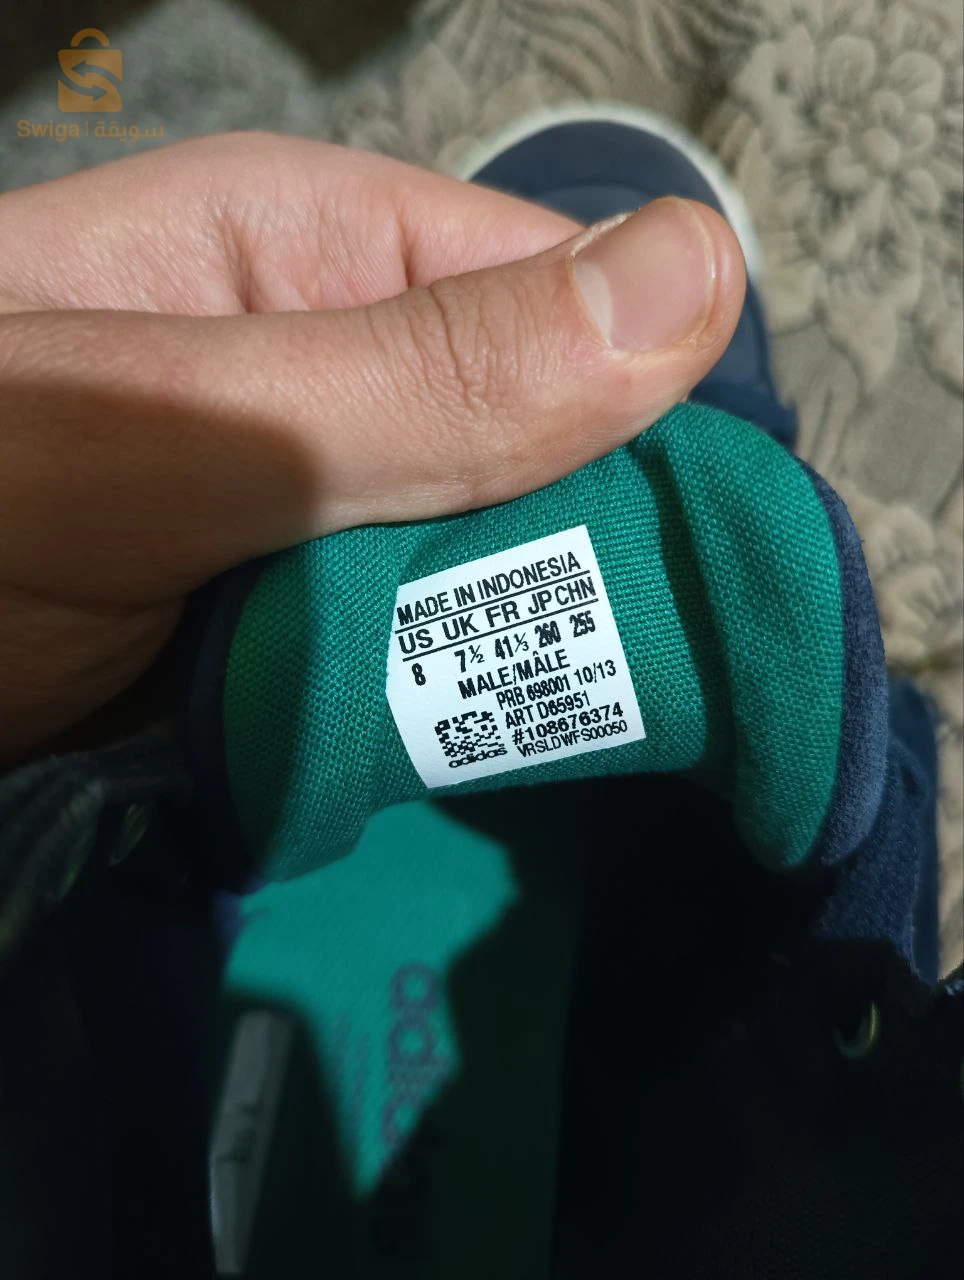 Swiga | سويقة
MADE IN INDONESIA
US UK FR JP CHN
8 7½ 41⅓ 260 255
MALE/MÂLE
PRB 698001 10/13
ART D65951
#108676374
adidas VRSLDWFS00050
adidas